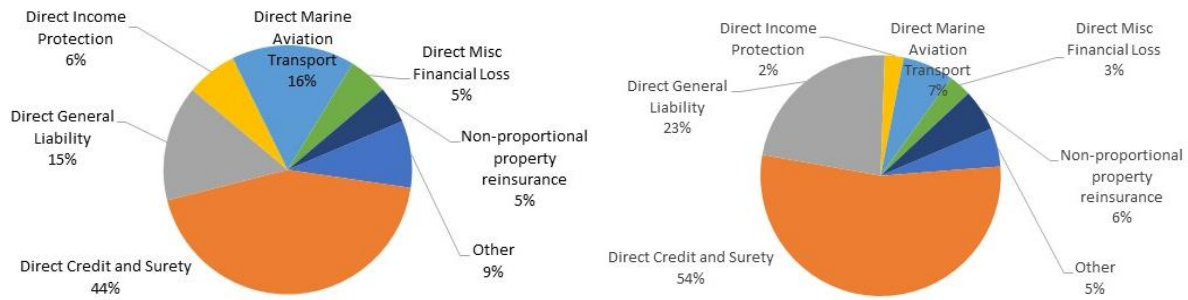 Direct Income
Protection
6%
Direct Marine
Aviation
Transport
16%
Direct Misc
Financial Loss
5%
Direct General
Liability
15%
Non-proportional
property
reinsurance
5%
Other
9%
Direct Credit and Surety
44%
Direct Income
Protection
2%
Direct Marine
Aviation
Transport
7%
Direct Misc
Financial Loss
3%
Direct General
Liability
23%
Non-proportional
property
reinsurance
6%
Other
5%
Direct Credit and Surety
54%